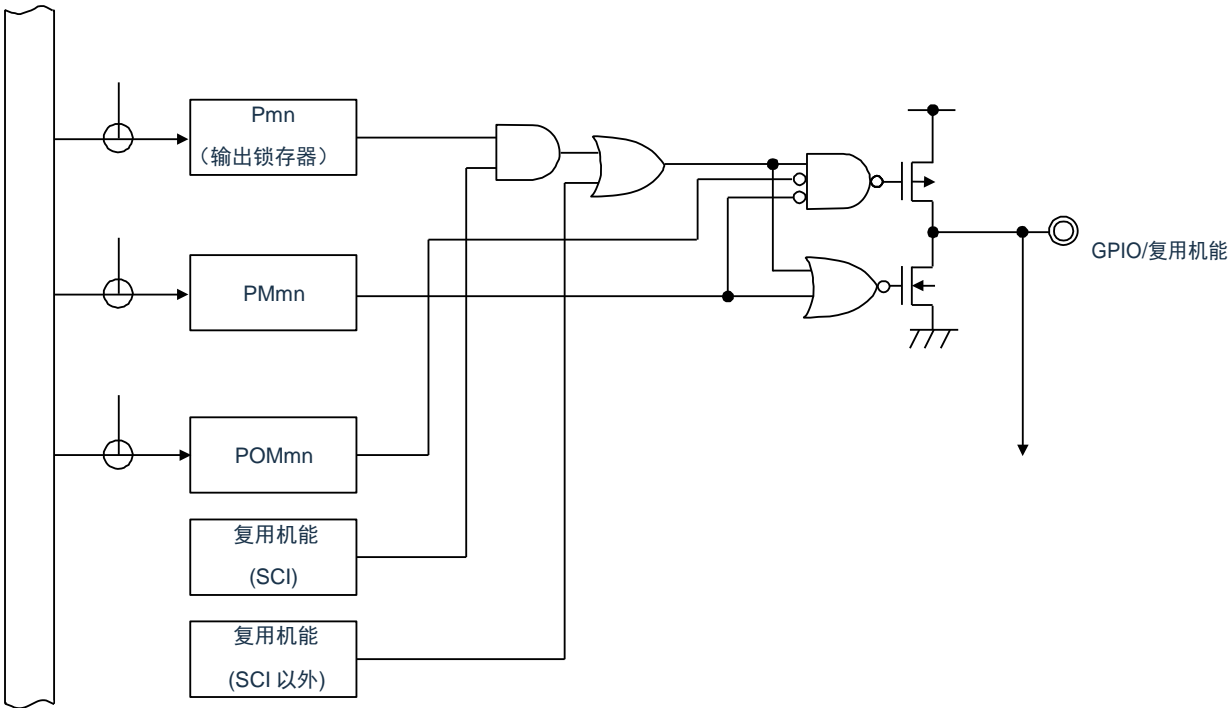 Pmn
（输出锁存器）
PMmn
POMmn
复用机能
(SCI)
复用机能
(SCI 以外)
GPIO/复用机能